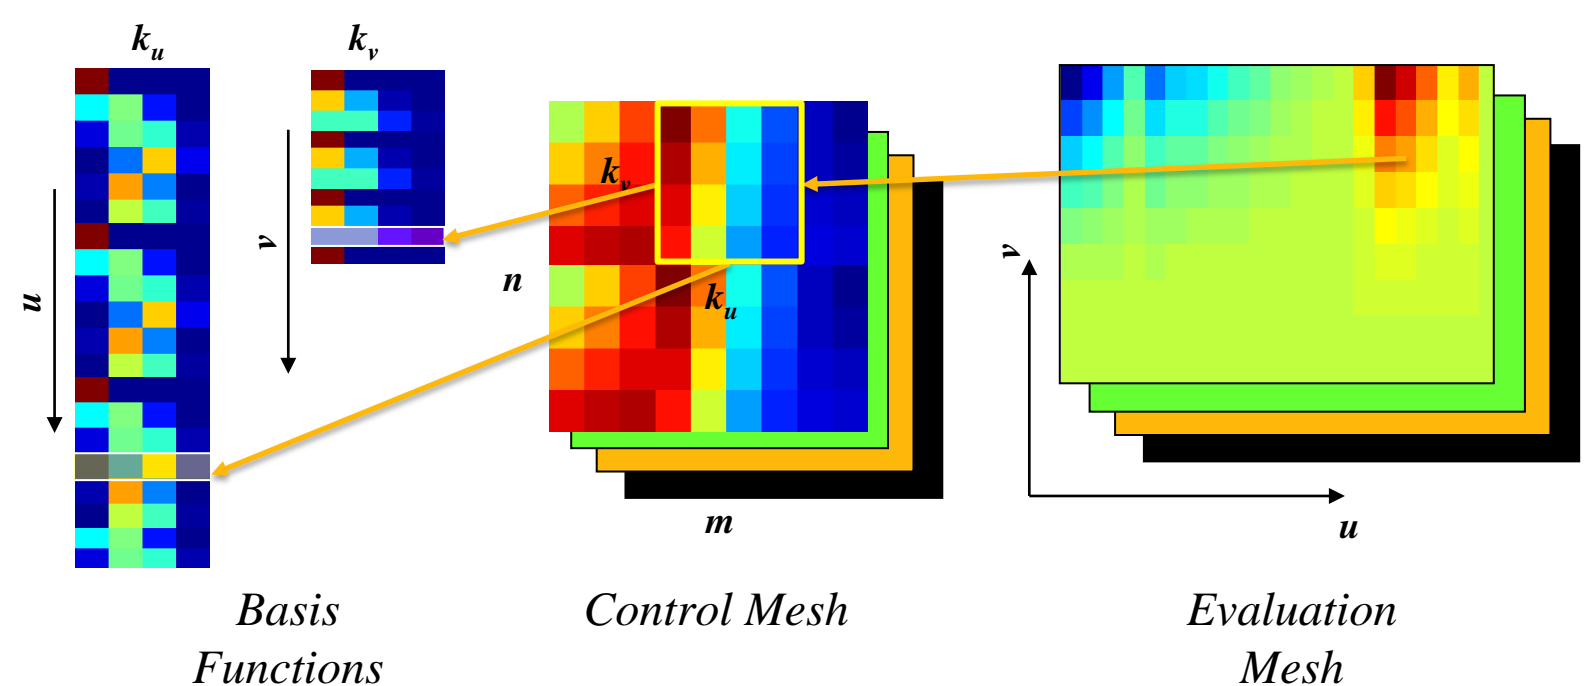 k_u
k_v
u
v
k_v
n
k_u
m
v
u
Basis
Functions
Control Mesh
Evaluation
Mesh